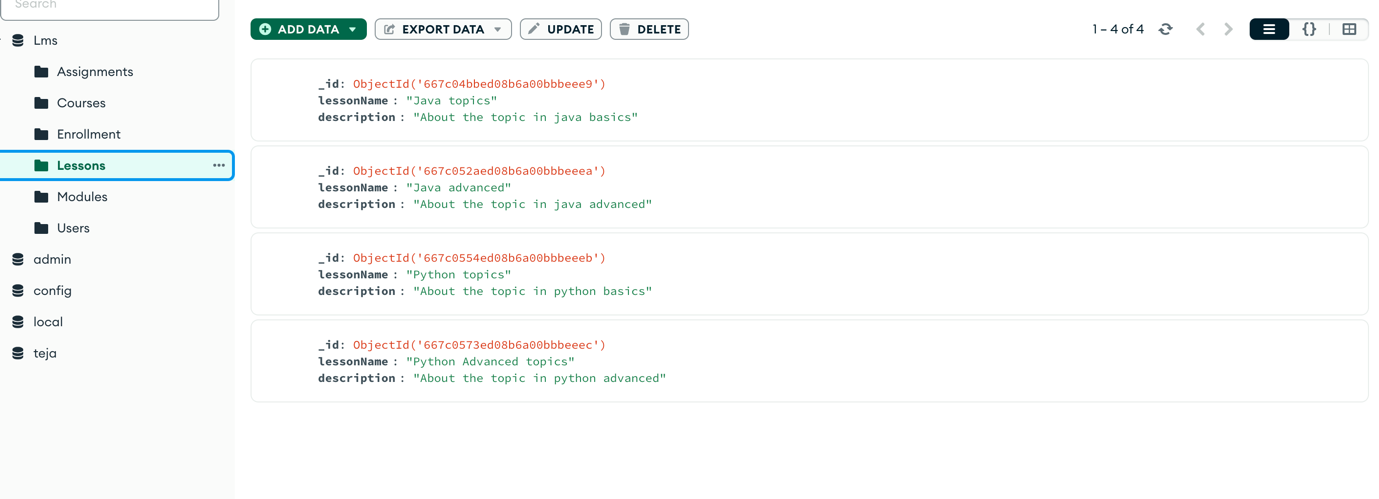 Search
Lms
Assignments
Courses
Enrollment
Lessons
Modules
Users
admin
config
local
teja
ADD DATA
EXPORT DATA
UPDATE
DELETE
1 – 4 of 4
{}
_id: ObjectId('667c04bbed08b6a00bbbeee9')
lessonName : "Java topics"
description : "About the topic in java basics"
_id: ObjectId('667c052aed08b6a00bbbeeea')
lessonName : "Java advanced"
description : "About the topic in java advanced"
_id: ObjectId('667c0554ed08b6a00bbbeeeb')
lessonName : "Python topics"
description : "About the topic in python basics"
_id: ObjectId('667c0573ed08b6a00bbbeeec')
lessonName : "Python Advanced topics"
description : "About the topic in python advanced"